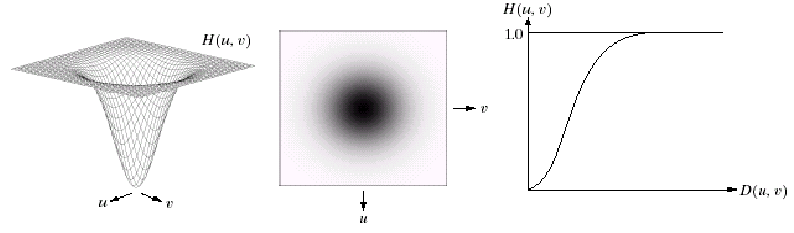 H(u, v)
u
v
v
u
H(u, v)
1.0
D(u, v)